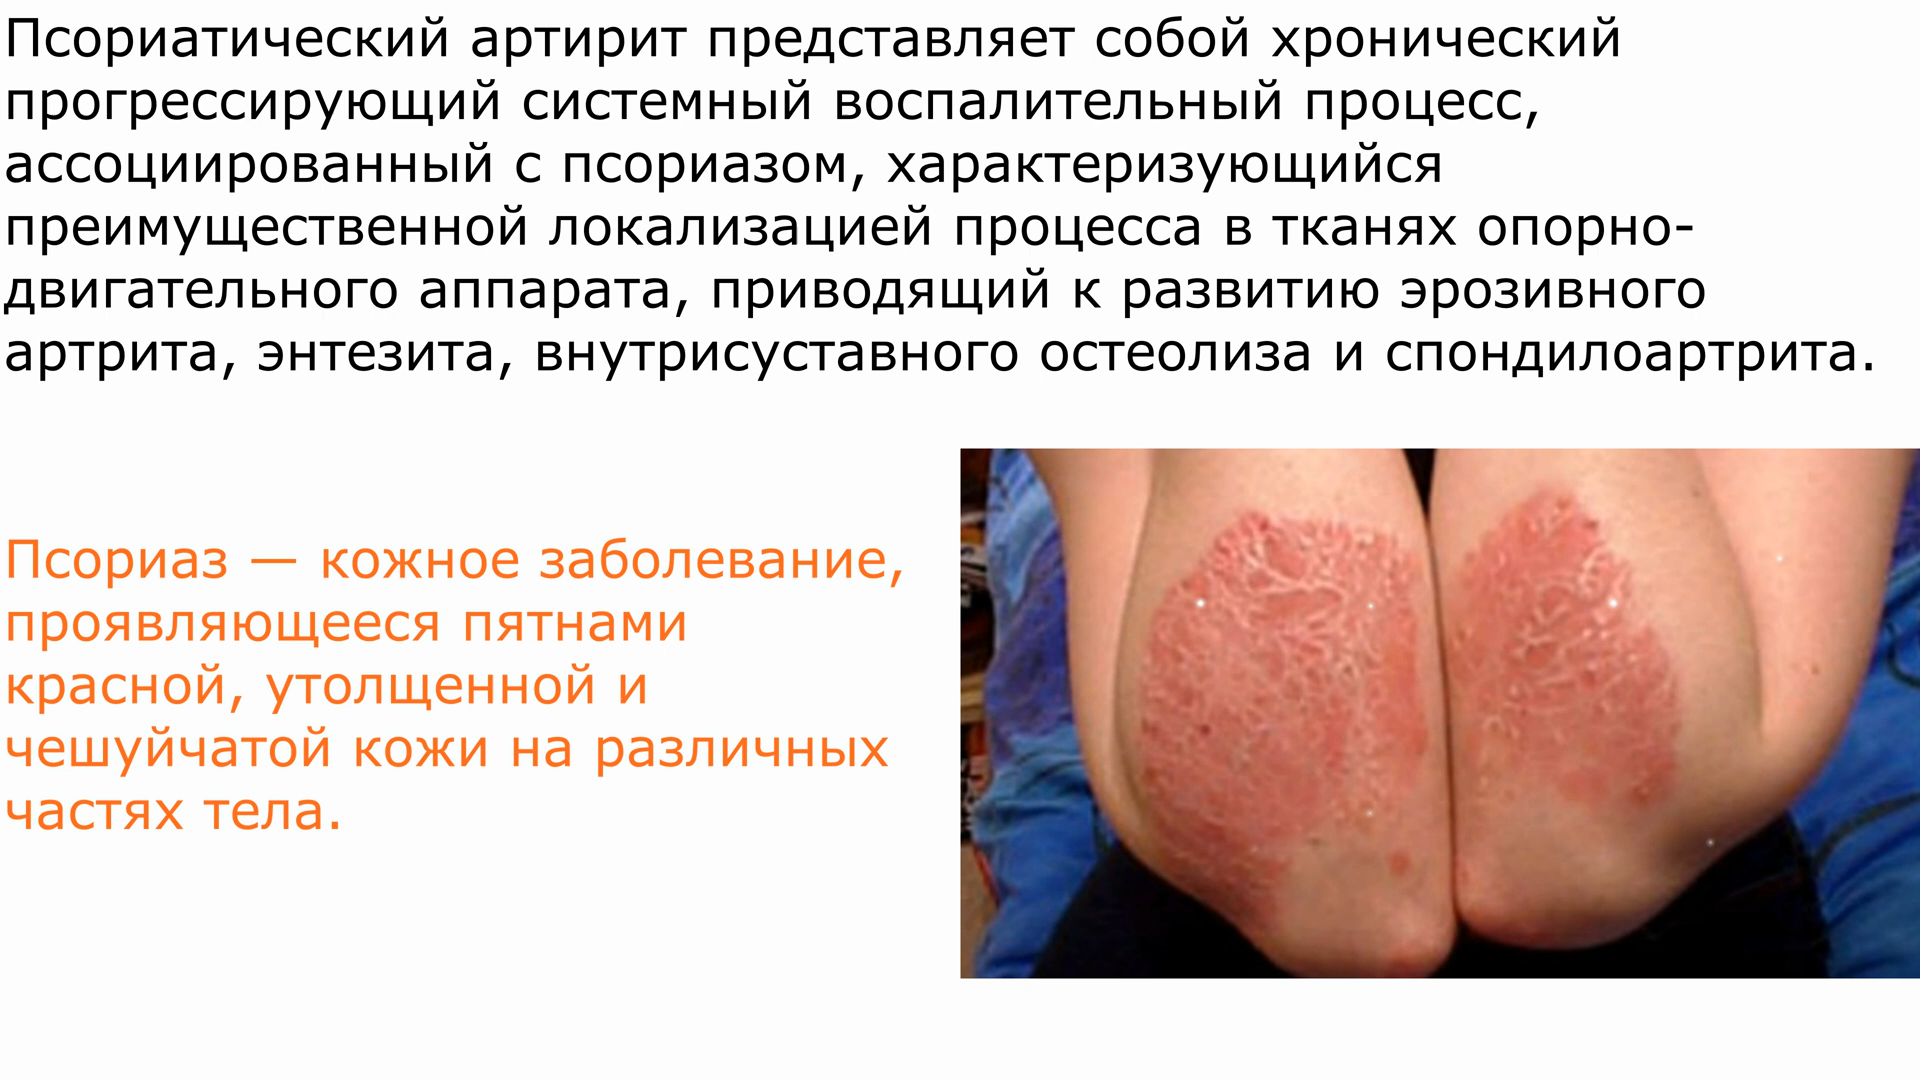 Псориатический артирит представляет собой хронический
прогрессирующий системный воспалительный процесс,
ассоциированный с псориазом, характеризующийся
преимущественной локализацией процесса в тканях опорно-
двигательного аппарата, приводящий к развитию эрозивного
артрита, энтезита, внутрисуставного остеолиза и спондилоартрита.
Псориаз — кожное заболевание,
проявляющееся пятнами
красной, утолщенной и
чешуйчатой кожи на различных
частях тела.